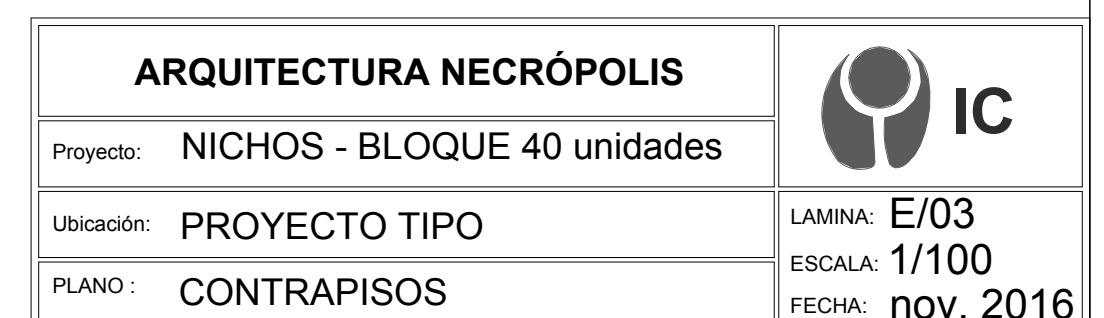 ARQUITECTURA NECRÓPOLIS
Proyecto: NICHOS - BLOQUE 40 unidades
Ubicación: PROYECTO TIPO
PLANO : CONTRAPISOS
IC
LAMINA: E/03
ESCALA: 1/100
FECHA: nov. 2016